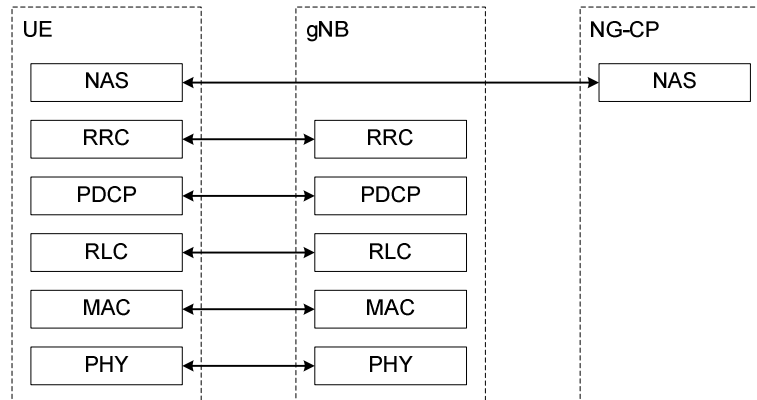 UE gNB NG-CP
NAS NAS
RRC RRC
PDCP PDCP
RLC RLC
MAC MAC
PHY PHY